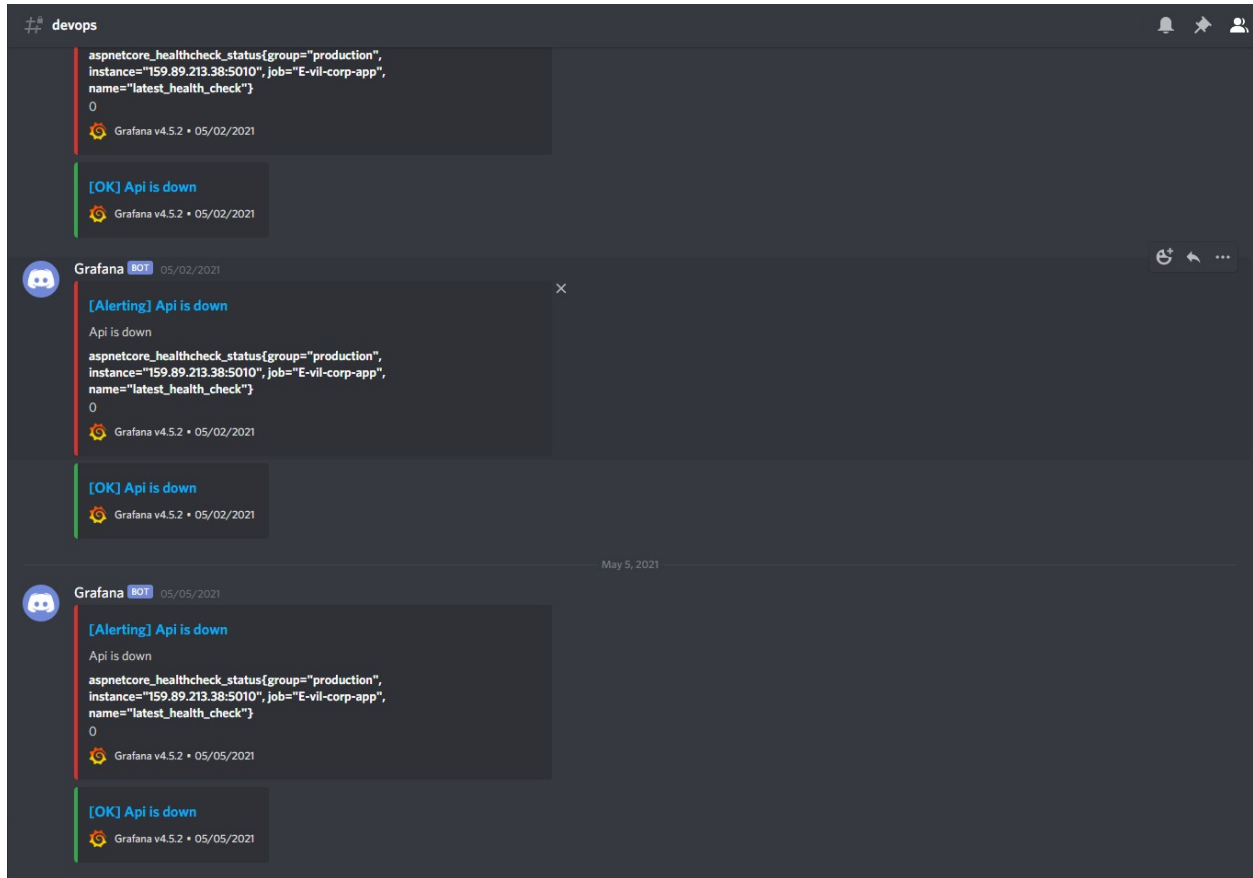 devops
aspnetcore_healthcheck_status{group="production",
instance="159.89.213.38:5010", job="E-vil-corp-app",
name="latest_health_check"}
0
Grafana v4.5.2 • 05/02/2021
[OK] Api is down
Grafana v4.5.2 • 05/02/2021
Grafana BOT 05/02/2021
[Alerting] Api is down
Api is down
aspnetcore_healthcheck_status{group="production",
instance="159.89.213.38:5010", job="E-vil-corp-app",
name="latest_health_check"}
0
Grafana v4.5.2 • 05/02/2021
[OK] Api is down
Grafana v4.5.2 • 05/02/2021
May 5, 2021
Grafana BOT 05/05/2021
[Alerting] Api is down
Api is down
aspnetcore_healthcheck_status{group="production",
instance="159.89.213.38:5010", job="E-vil-corp-app",
name="latest_health_check"}
0
Grafana v4.5.2 • 05/05/2021
[OK] Api is down
Grafana v4.5.2 • 05/05/2021